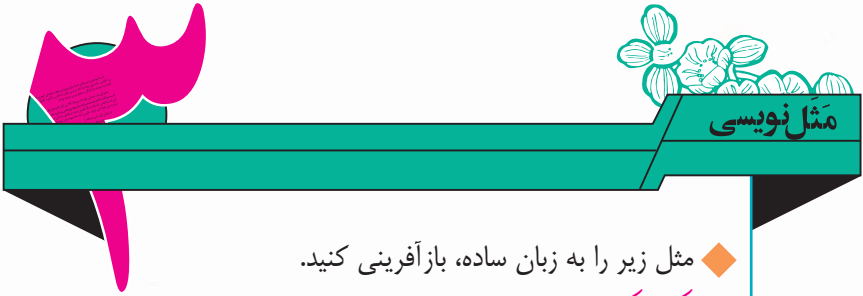 مَثَل‌نویسی
مثل زیر را به زبان ساده، بازآفرینی کنید.